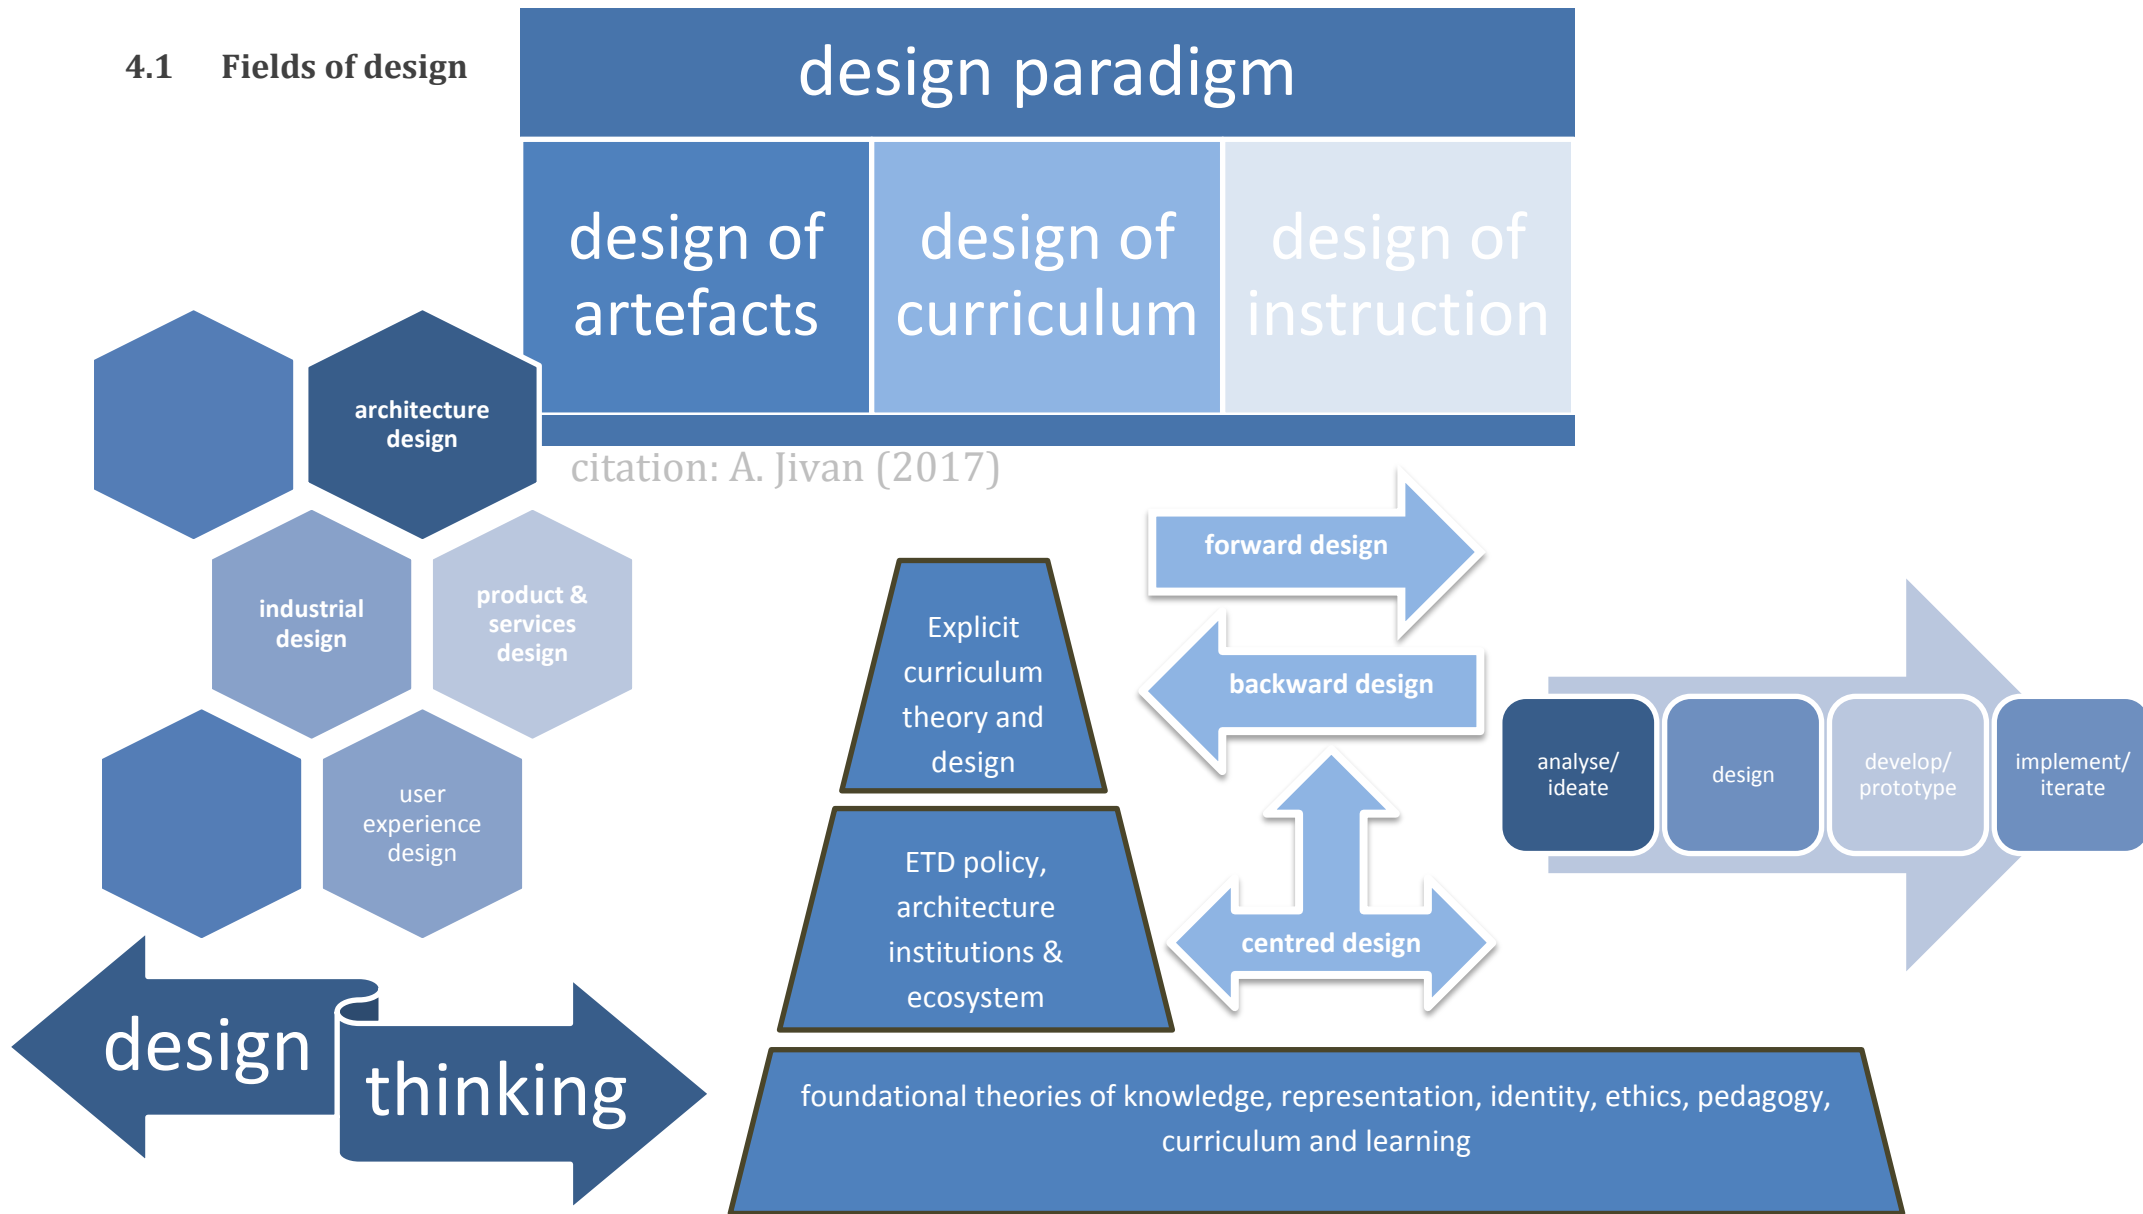 4.1 Fields of design
design paradigm
design of
artefacts
design of
curriculum
design of
instruction
citation: A. Jivan (2017)
architecture
design
industrial
design
product &
services
design
user
experience
design
design
thinking
Explicit
curriculum
theory and
design
ETD policy,
architecture
institutions &
ecosystem
foundational theories of knowledge, representation, identity, ethics, pedagogy,
curriculum and learning
forward design
backward design
centred design
analyse/
ideate
design
develop/
prototype
implement/
iterate